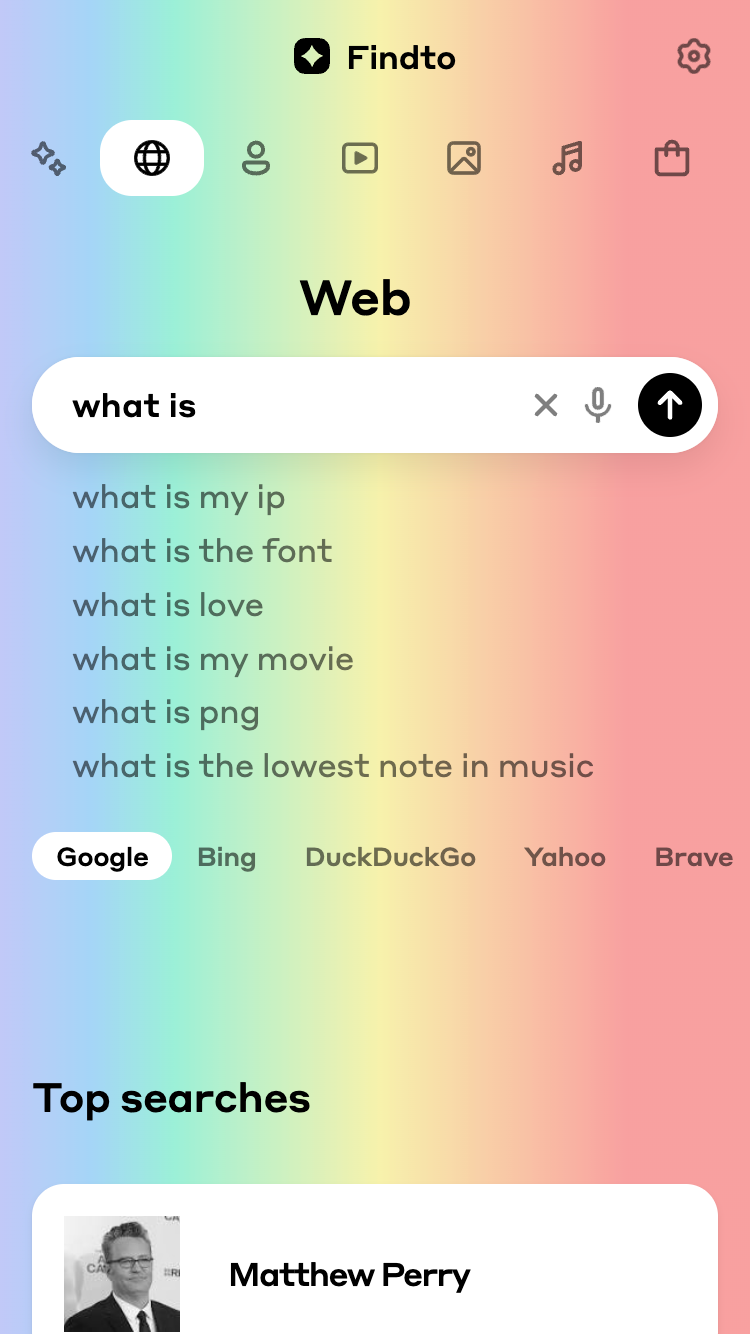 Findto
Web
what is
what is my ip
what is the font
what is love
what is my movie
what is png
what is the lowest note in music
Google Bing DuckDuckGo Yahoo Brave
Top searches
Matthew Perry